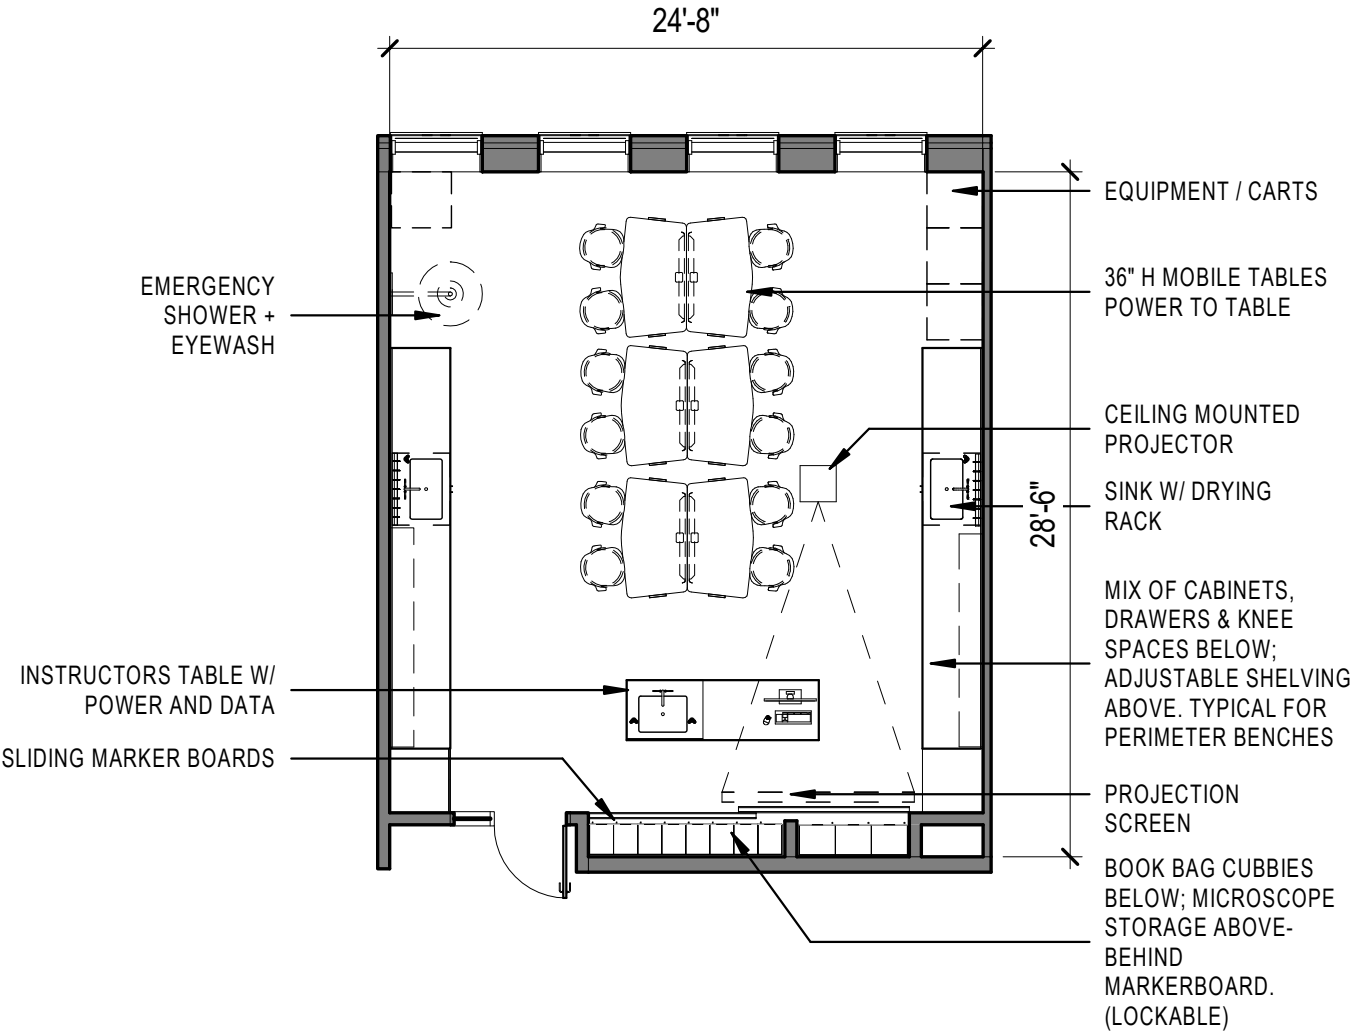 24'-8"
EQUIPMENT / CARTS
36" H MOBILE TABLES
POWER TO TABLE
EMERGENCY
SHOWER +
EYEWASH
CEILING MOUNTED
PROJECTOR
SINK W/ DRYING
RACK
28'-6"
MIX OF CABINETS,
DRAWERS & KNEE
SPACES BELOW;
ADJUSTABLE SHELVING
ABOVE. TYPICAL FOR
PERIMETER BENCHES
INSTRUCTORS TABLE W/
POWER AND DATA
SLIDING MARKER BOARDS
PROJECTION
SCREEN
BOOK BAG CUBBIES
BELOW; MICROSCOPE
STORAGE ABOVE-
BEHIND
MARKERBOARD.
(LOCKABLE)